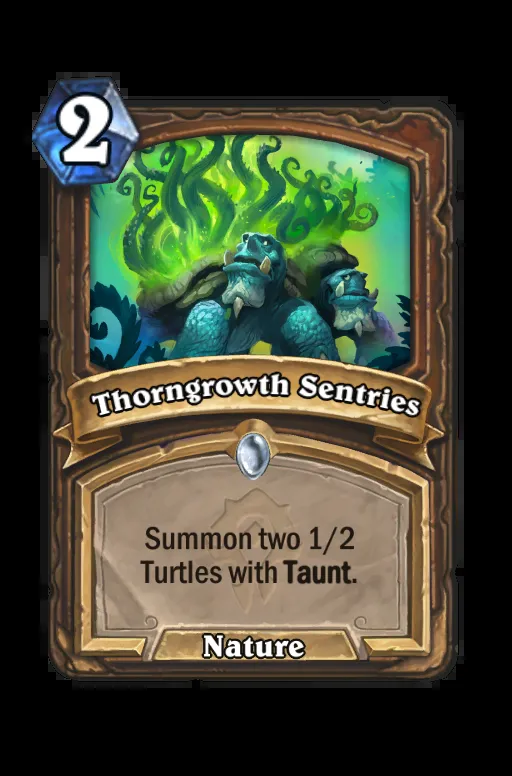 2
Thorngrowth Sentries
Summon two 1/2
Turtles with Taunt.
Nature